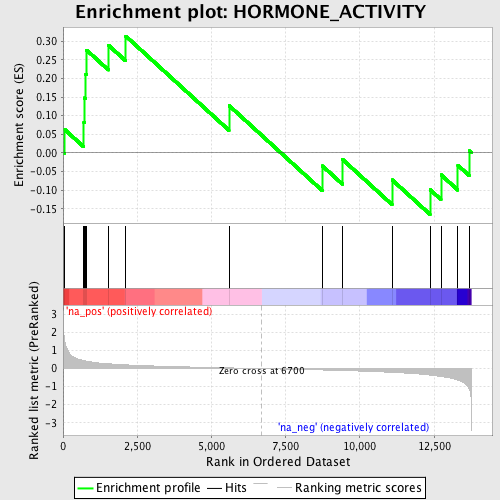 Enrichment plot: HORMONE_ACTIVITY
Enrichment score (ES)
0.30
0.25
0.20
0.15
0.10
0.05
0.00
-0.05
-0.10
-0.15
'na_pos' (positively correlated)
Ranked list metric (PreRanked)
3
2
1
0
-1
-2
-3
Zero cross at 6700
'na_neg' (negatively correlated)
0 2,500 5,000 7,500 10,000 12,500
Rank in Ordered Dataset
Enrichment profile Hits Ranking metric scores